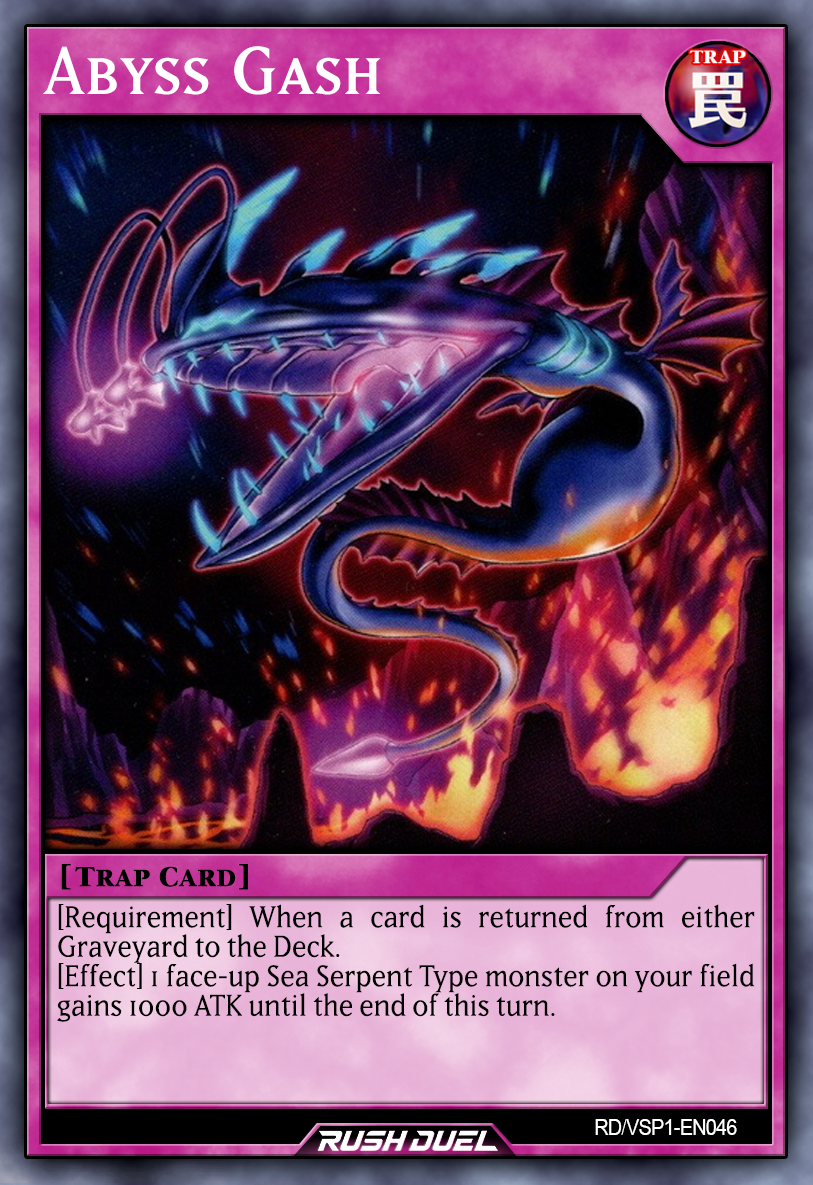 Abyss Gash
TRAP
罠
[Trap Card]
[Requirement] When a card is returned from either
Graveyard to the Deck.
[Effect] 1 face-up Sea Serpent Type monster on your field
gains 1000 ATK until the end of this turn.
RD/VSP1-EN046
RUSH DUEL